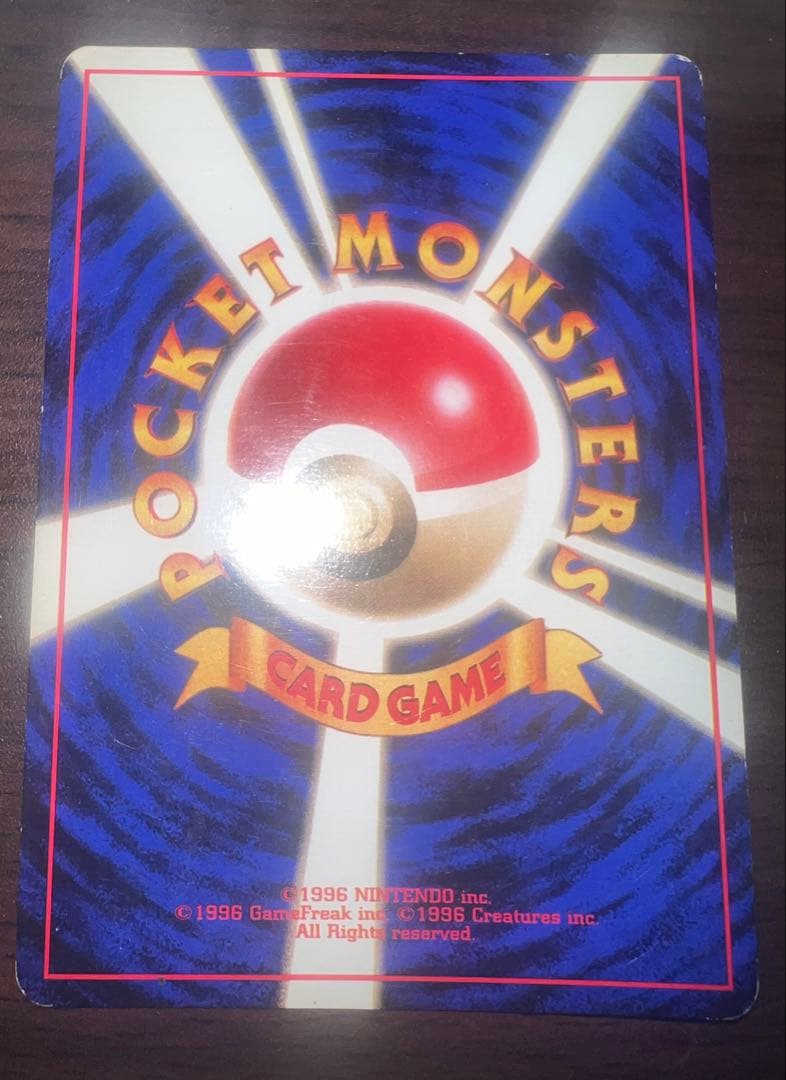 POCKET MONSTERS
CARD GAME
©1996 NINTENDO inc.
©1996 GameFreak inc. ©1996 Creatures inc.
All Rights reserved.